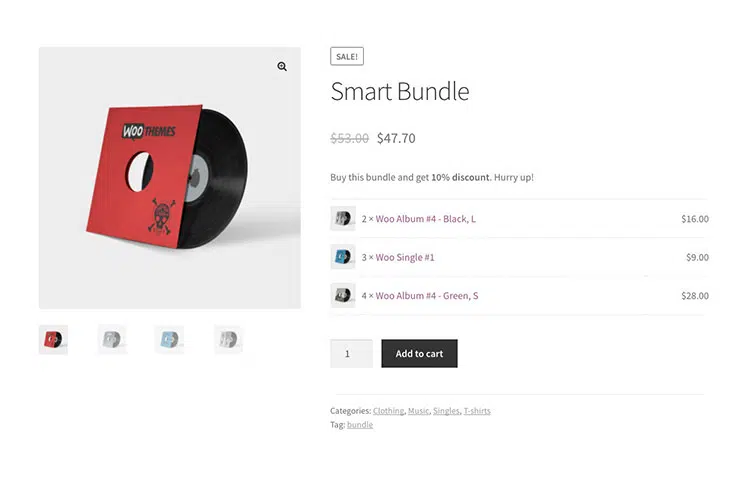 WOO THEMES
SALE!
Smart Bundle
$53.00 $47.70
Buy this bundle and get 10% discount. Hurry up!
2 × Woo Album #4 - Black, L $16.00
3 × Woo Single #1 $9.00
4 × Woo Album #4 - Green, S $28.00
1 Add to cart
Categories: Clothing, Music, Singles, T-shirts
Tag: bundle